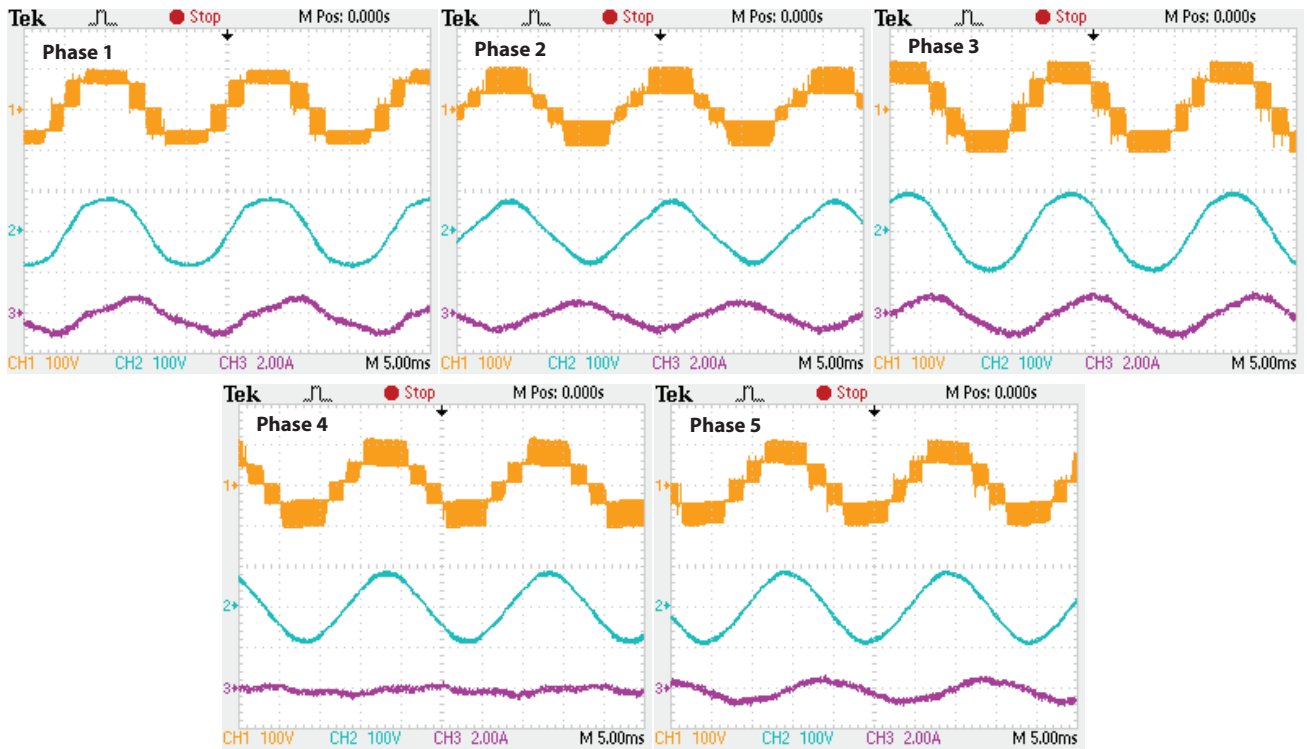 Tek Stop M Pos: 0.000s
Phase 1
1
2
3
CH1 100V CH2 100V CH3 2.00A M 5.00ms
Tek Stop M Pos: 0.000s
Phase 2
1
2
3
CH1 100V CH2 100V CH3 2.00A M 5.00ms
Tek Stop M Pos: 0.000s
Phase 3
1
2
3
CH1 100V CH2 100V CH3 2.00A M 5.00ms
Tek Stop M Pos: 0.000s
Phase 4
1
2
3
CH1 100V CH2 100V CH3 2.00A M 5.00ms
Tek Stop M Pos: 0.000s
Phase 5
1
2
3
CH1 100V CH2 100V CH3 2.00A M 5.00ms